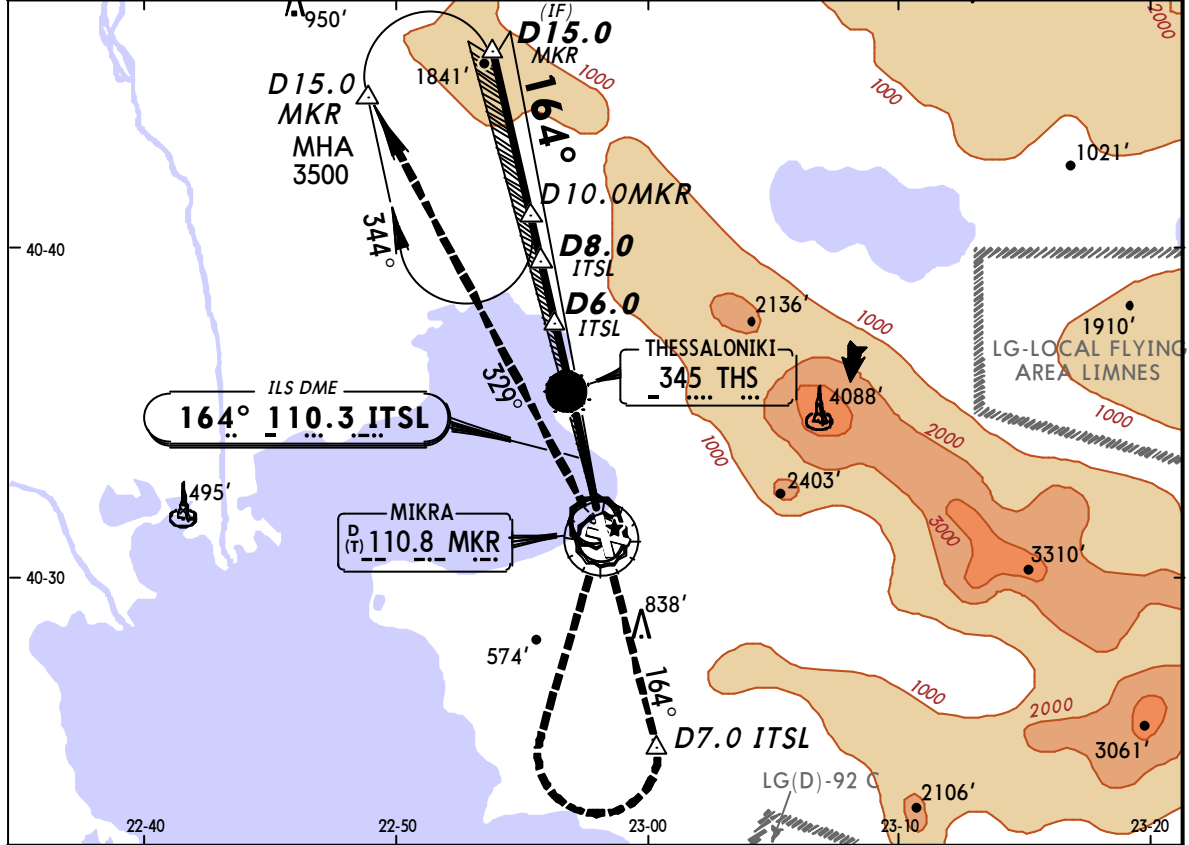 950'
(IF)
D15.0
MKR
2000
1841'
1000
1000
D15.0
MKR
MHA
3500
164°
1021'
D10.0MKR
344°
40-40
D8.0
ITSL
D6.0
ITSL
2136'
1000
1910'
LG-LOCAL FLYING
AREA LIMNES
THESSALONIKI
345 THS
329°
ILS DME
164° 110.3 ITSL
4088'
1000
2000
1000
2403'
495'
3000
MIKRA
D
(T) 110.8 MKR
3310'
40-30
838'
574'
164°
1000
2000
D7.0 ITSL
3061'
LG(D)-92 C
2106'
22-40
22-50
23-00
23-10
23-20